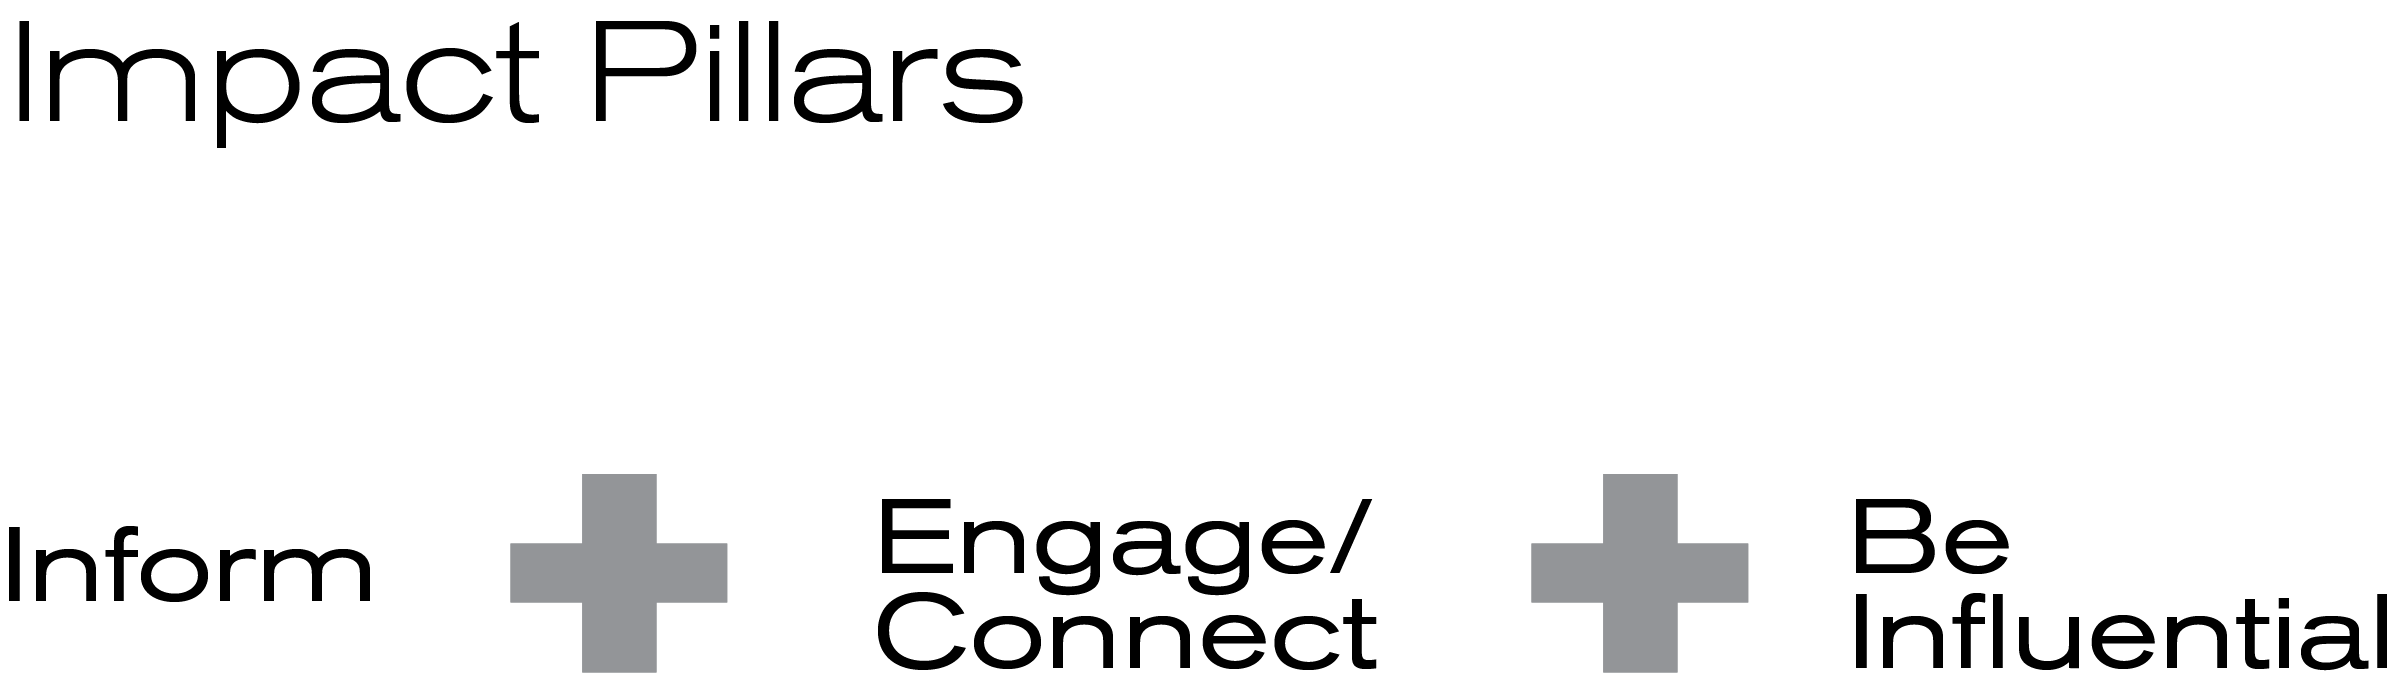 Impact Pillars
Inform
Engage/
Connect
Be
Influential